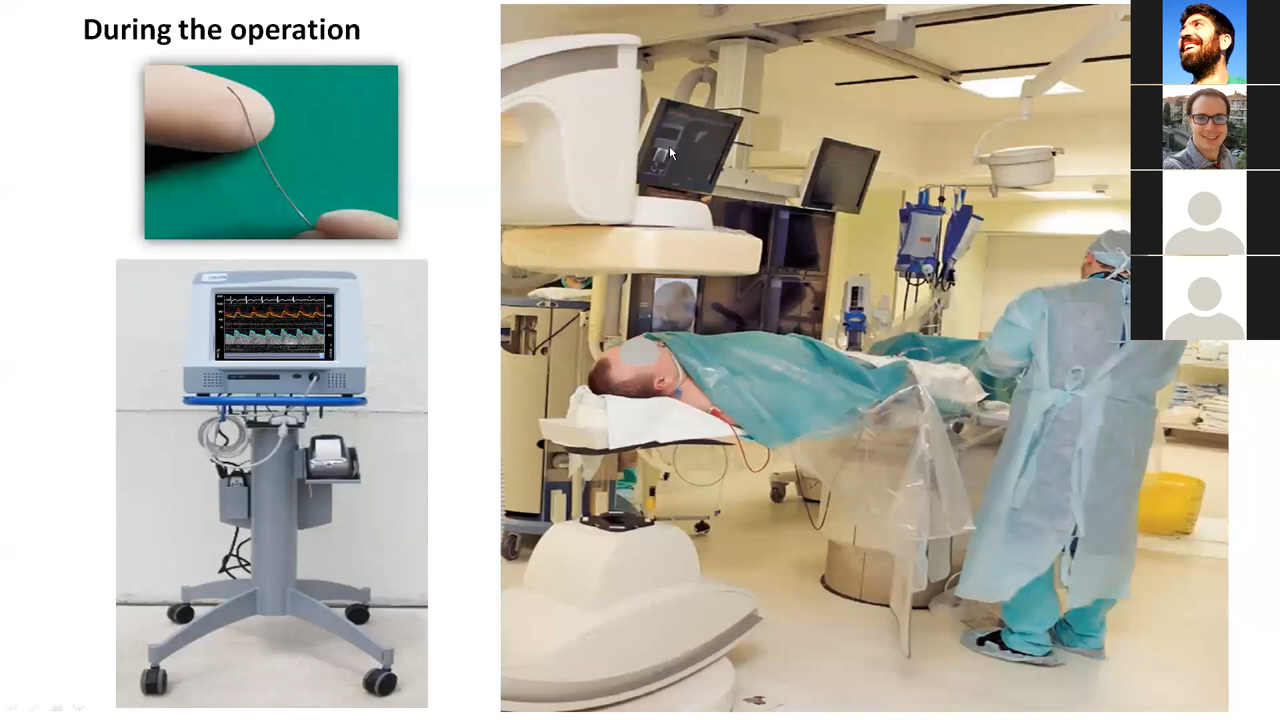 During the operation